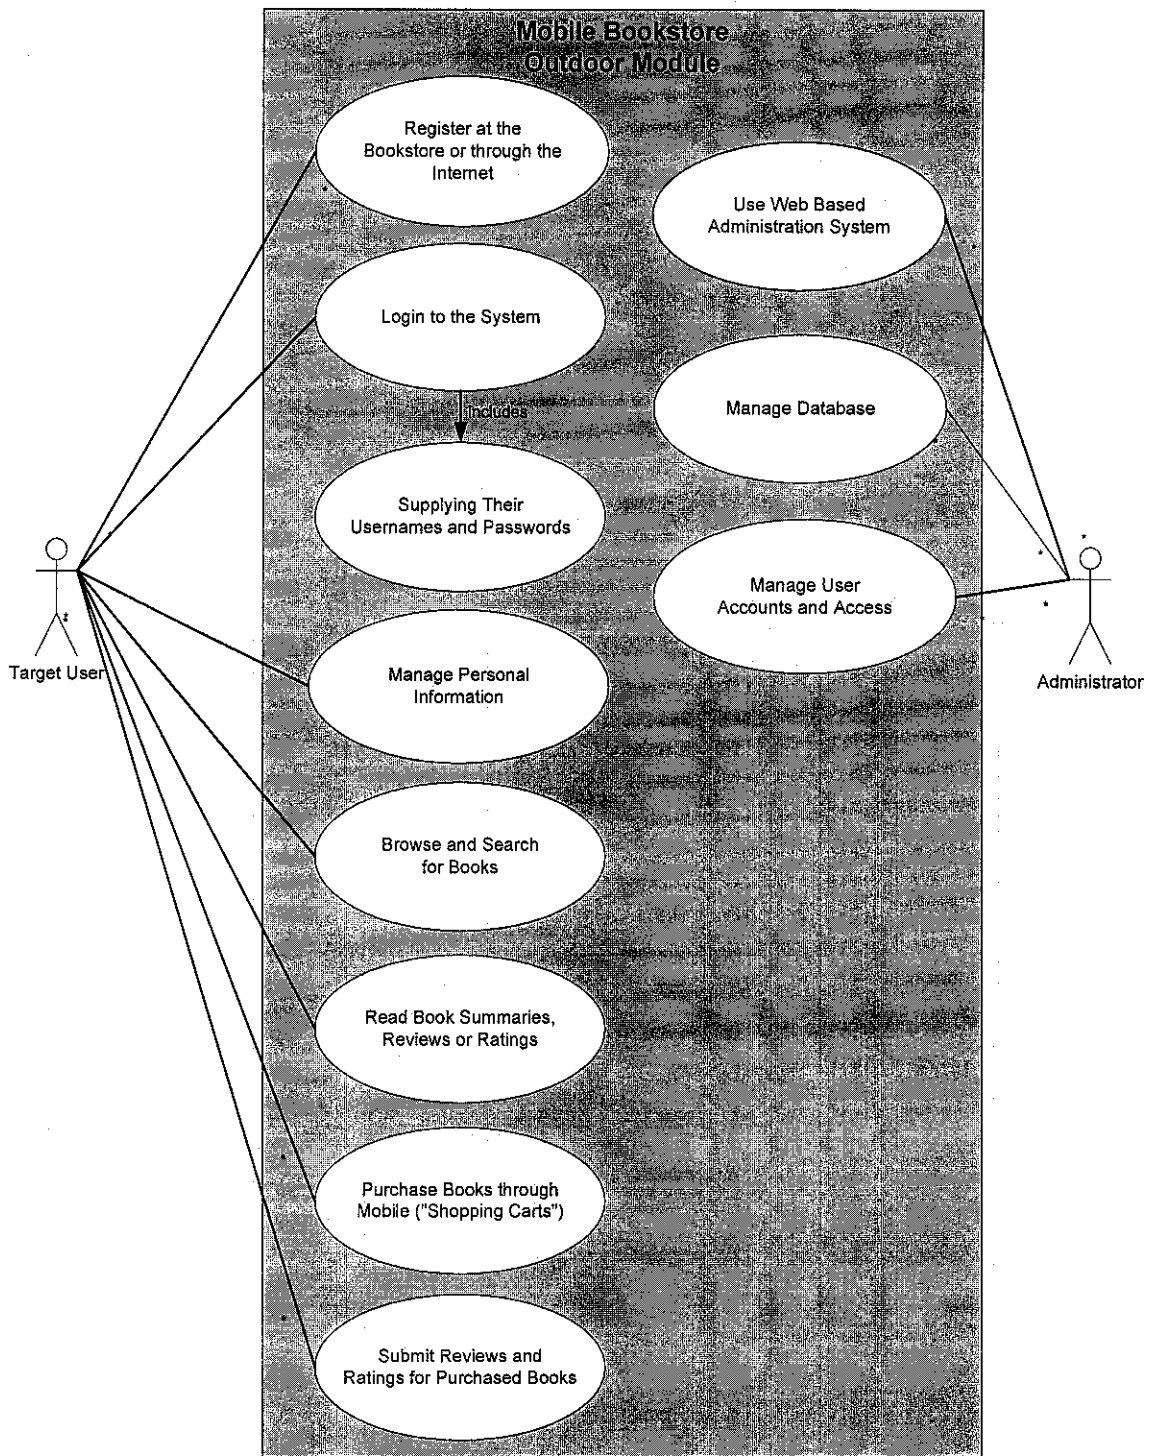 Mobile Bookstore
Outdoor Module
Register at the
Bookstore or through the
Internet
Login to the System
Includes
Supplying Their
Usernames and Passwords
Manage Personal
Information
Browse and Search
for Books
Read Book Summaries,
Reviews or Ratings
Purchase Books through
Mobile ("Shopping Carts")
Submit Reviews and
Ratings for Purchased Books
Use Web Based
Administration System
Manage Database
Manage User
Accounts and Access
Target User
Administrator